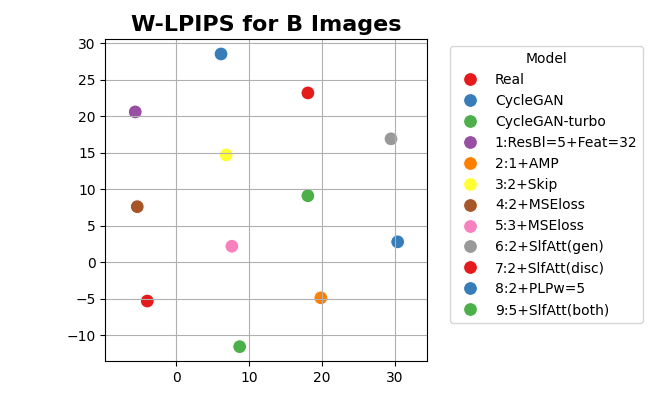 W-LPIPS for B Images
30
25
20
15
10
5
0
−5
−10
0
10
20
30
Model
Real
CycleGAN
CycleGAN-turbo
1:ResBl=5+Feat=32
2:1+AMP
3:2+Skip
4:2+MSEloss
5:3+MSEloss
6:2+SlfAtt(gen)
7:2+SlfAtt(disc)
8:2+PLPw=5
9:5+SlfAtt(both)